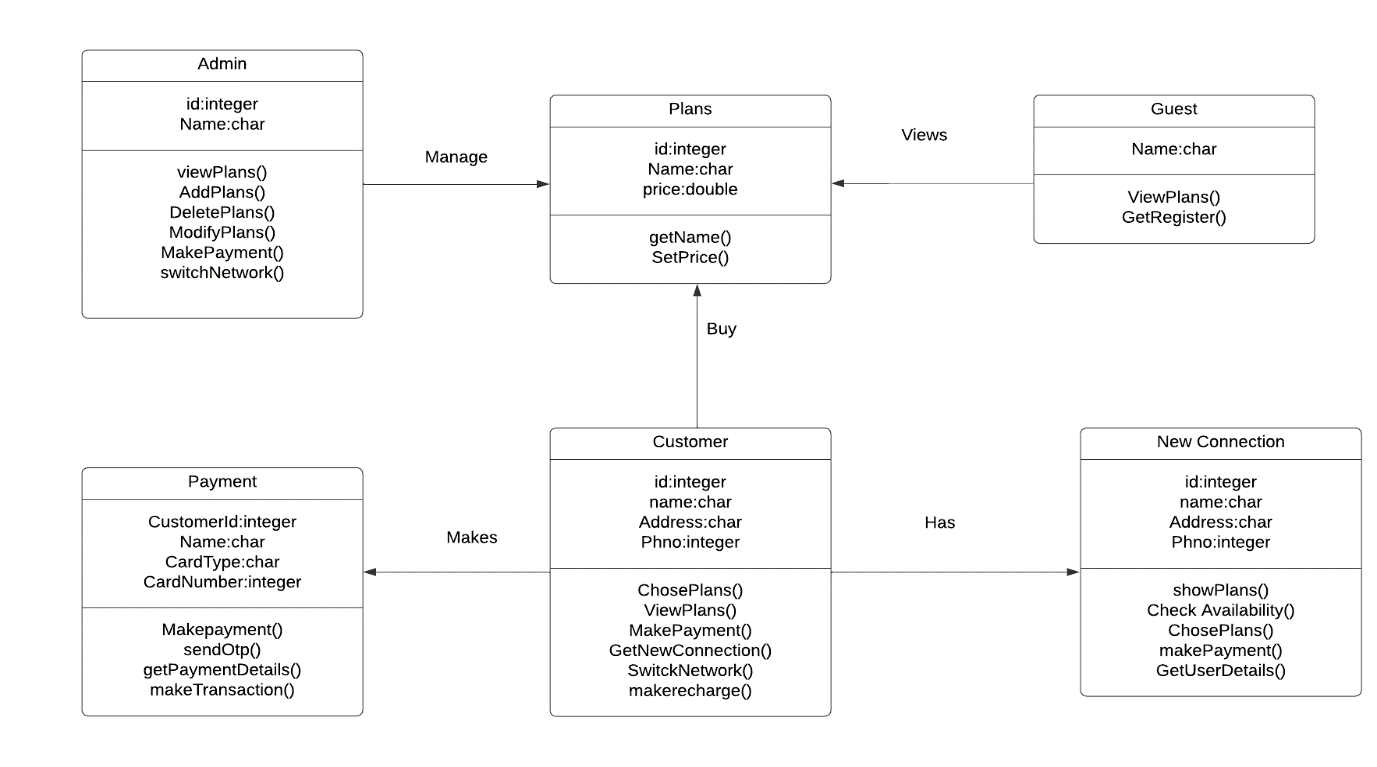 Admin
id:integer
Name:char
viewPlans()
AddPlans()
DeletePlans()
ModifyPlans()
MakePayment()
switchNetwork()
Manage
Plans
id:integer
Name:char
price:double
getName()
SetPrice()
Views
Guest
Name:char
ViewPlans()
GetRegister()
Buy
Payment
CustomerId:integer
Name:char
CardType:char
CardNumber:integer
Makepayment()
sendOtp()
getPaymentDetails()
makeTransaction()
Makes
Customer
id:integer
name:char
Address:char
Phno:integer
ChosePlans()
ViewPlans()
MakePayment()
GetNewConnection()
SwitckNetwork()
makerecharge()
Has
New Connection
id:integer
name:char
Address:char
Phno:integer
showPlans()
Check Availability()
ChosePlans()
makePayment()
GetUserDetails()